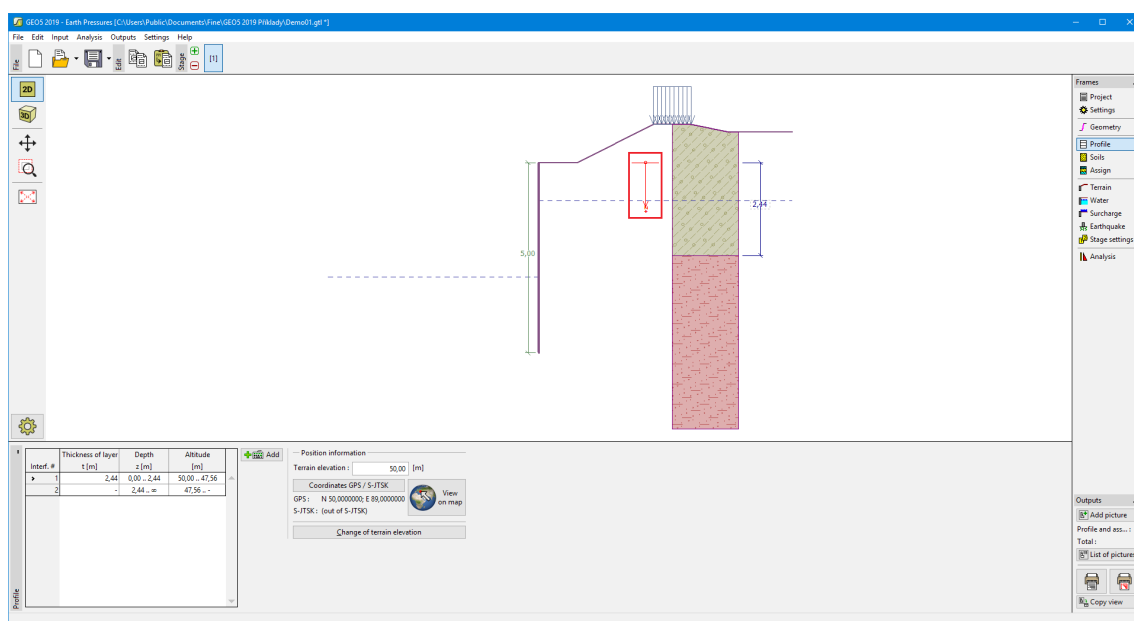 GEO5 2019 - Earth Pressures [C:\Users\Public\Documents\Fine\GEO5 2019 Příklady\Demo01.gtl *]
File Edit Input Analysis Outputs Settings Help
File
Edit
Stage
[1]
2D
3D
5,00
2,44
Frames
Project
Settings
Geometry
Profile
Soils
Assign
Terrain
Water
Surcharge
Earthquake
Stage settings
Analysis
Profile
Interf. # Thickness of layer t [m] Depth z [m] Altitude [m]
1 2,44 0,00 .. 2,44 50,00 .. 47,56
2 - 2,44 .. ∞ 47,56 .. -
Add
Position information
Terrain elevation : 50,00 [m]
Coordinates GPS / S-JTSK
GPS : N 50,0000000; E 89,0000000
S-JTSK : (out of S-JTSK)
View on map
Change of terrain elevation
Outputs
Add picture
Profile and ass... :
Total :
List of picture
Copy view